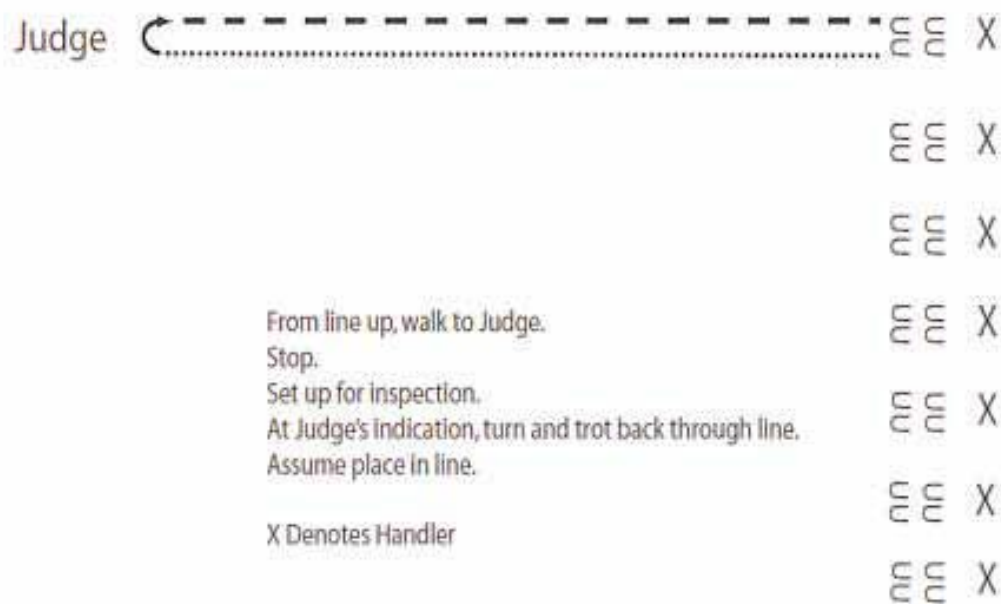 Judge X
X
X
From line up, walk to Judge. X
Stop.
Set up for inspection.
At Judge's indication, turn and trot back through line. X
Assume place in line.
X
X Denotes Handler
X